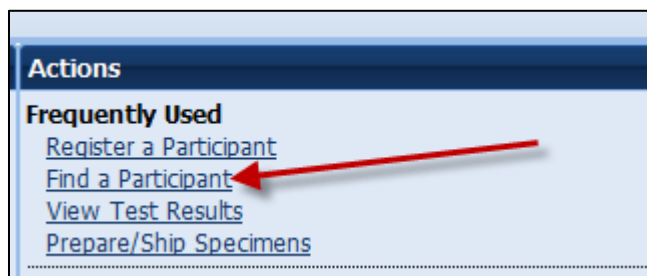 Actions
Frequently Used
Register a Participant
Find a Participant
View Test Results
Prepare/Ship Specimens